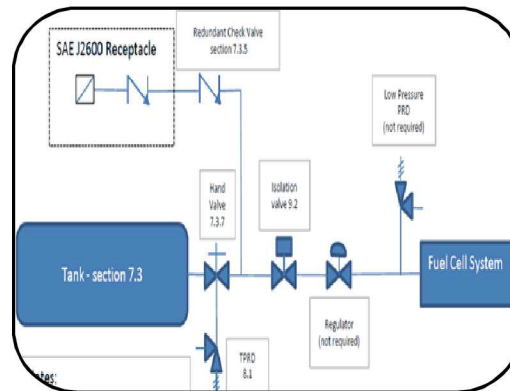 SAE J2600 Receptacle
Redundant Check Valve
section 7.3.5
Low Pressure
PRD
(not required)
Hand
Valve
7.3.7
Isolation
valve 9.2
Tank - section 7.3
Fuel Cell System
Regulator
(not required)
TPRD
8.1